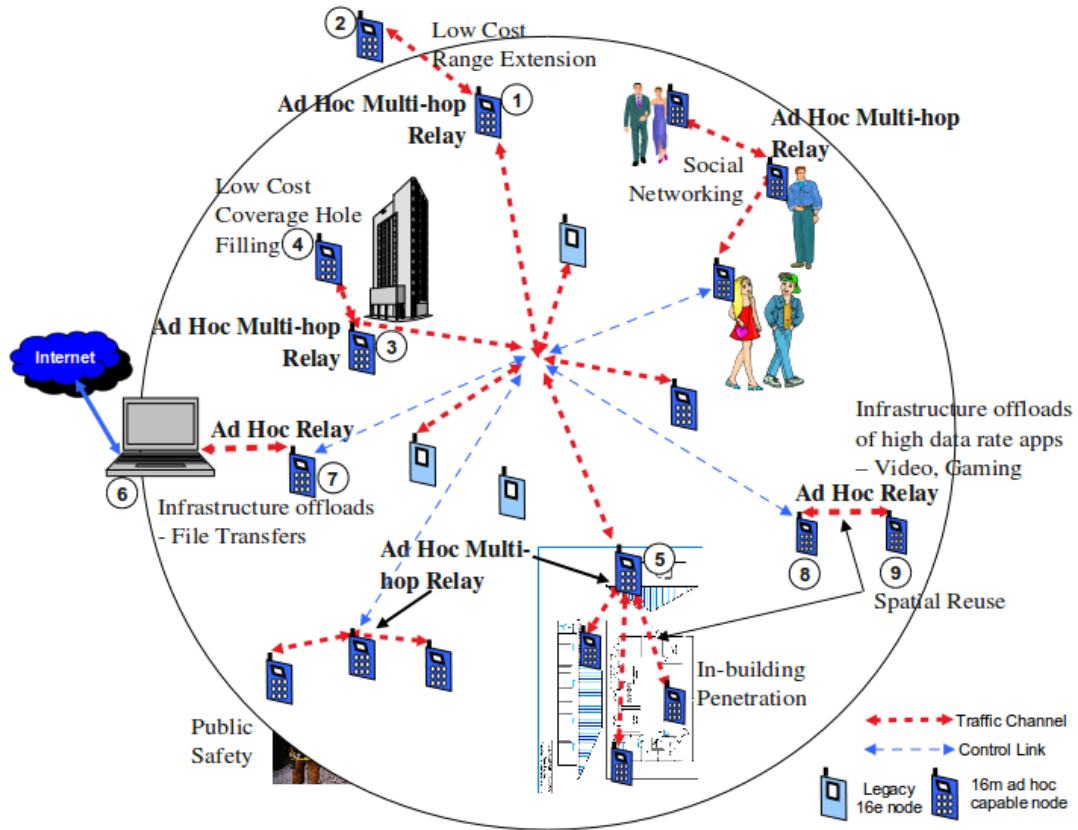 2
Low Cost
Range Extension
1
Ad Hoc Multi-hop
Relay
Ad Hoc Multi-hop
Relay
Social
Networking
Low Cost
Coverage Hole
Filling
4
Ad Hoc Multi-hop
Relay
3
Internet
Ad Hoc Relay
6
7
Infrastructure offloads
- File Transfers
Infrastructure offloads
of high data rate apps
– Video, Gaming
Ad Hoc Relay
8
9
Spatial Reuse
Ad Hoc Multi-
hop Relay
5
In-building
Penetration
Public
Safety
Traffic Channel
Control Link
Legacy
16e node
16m ad hoc
capable node